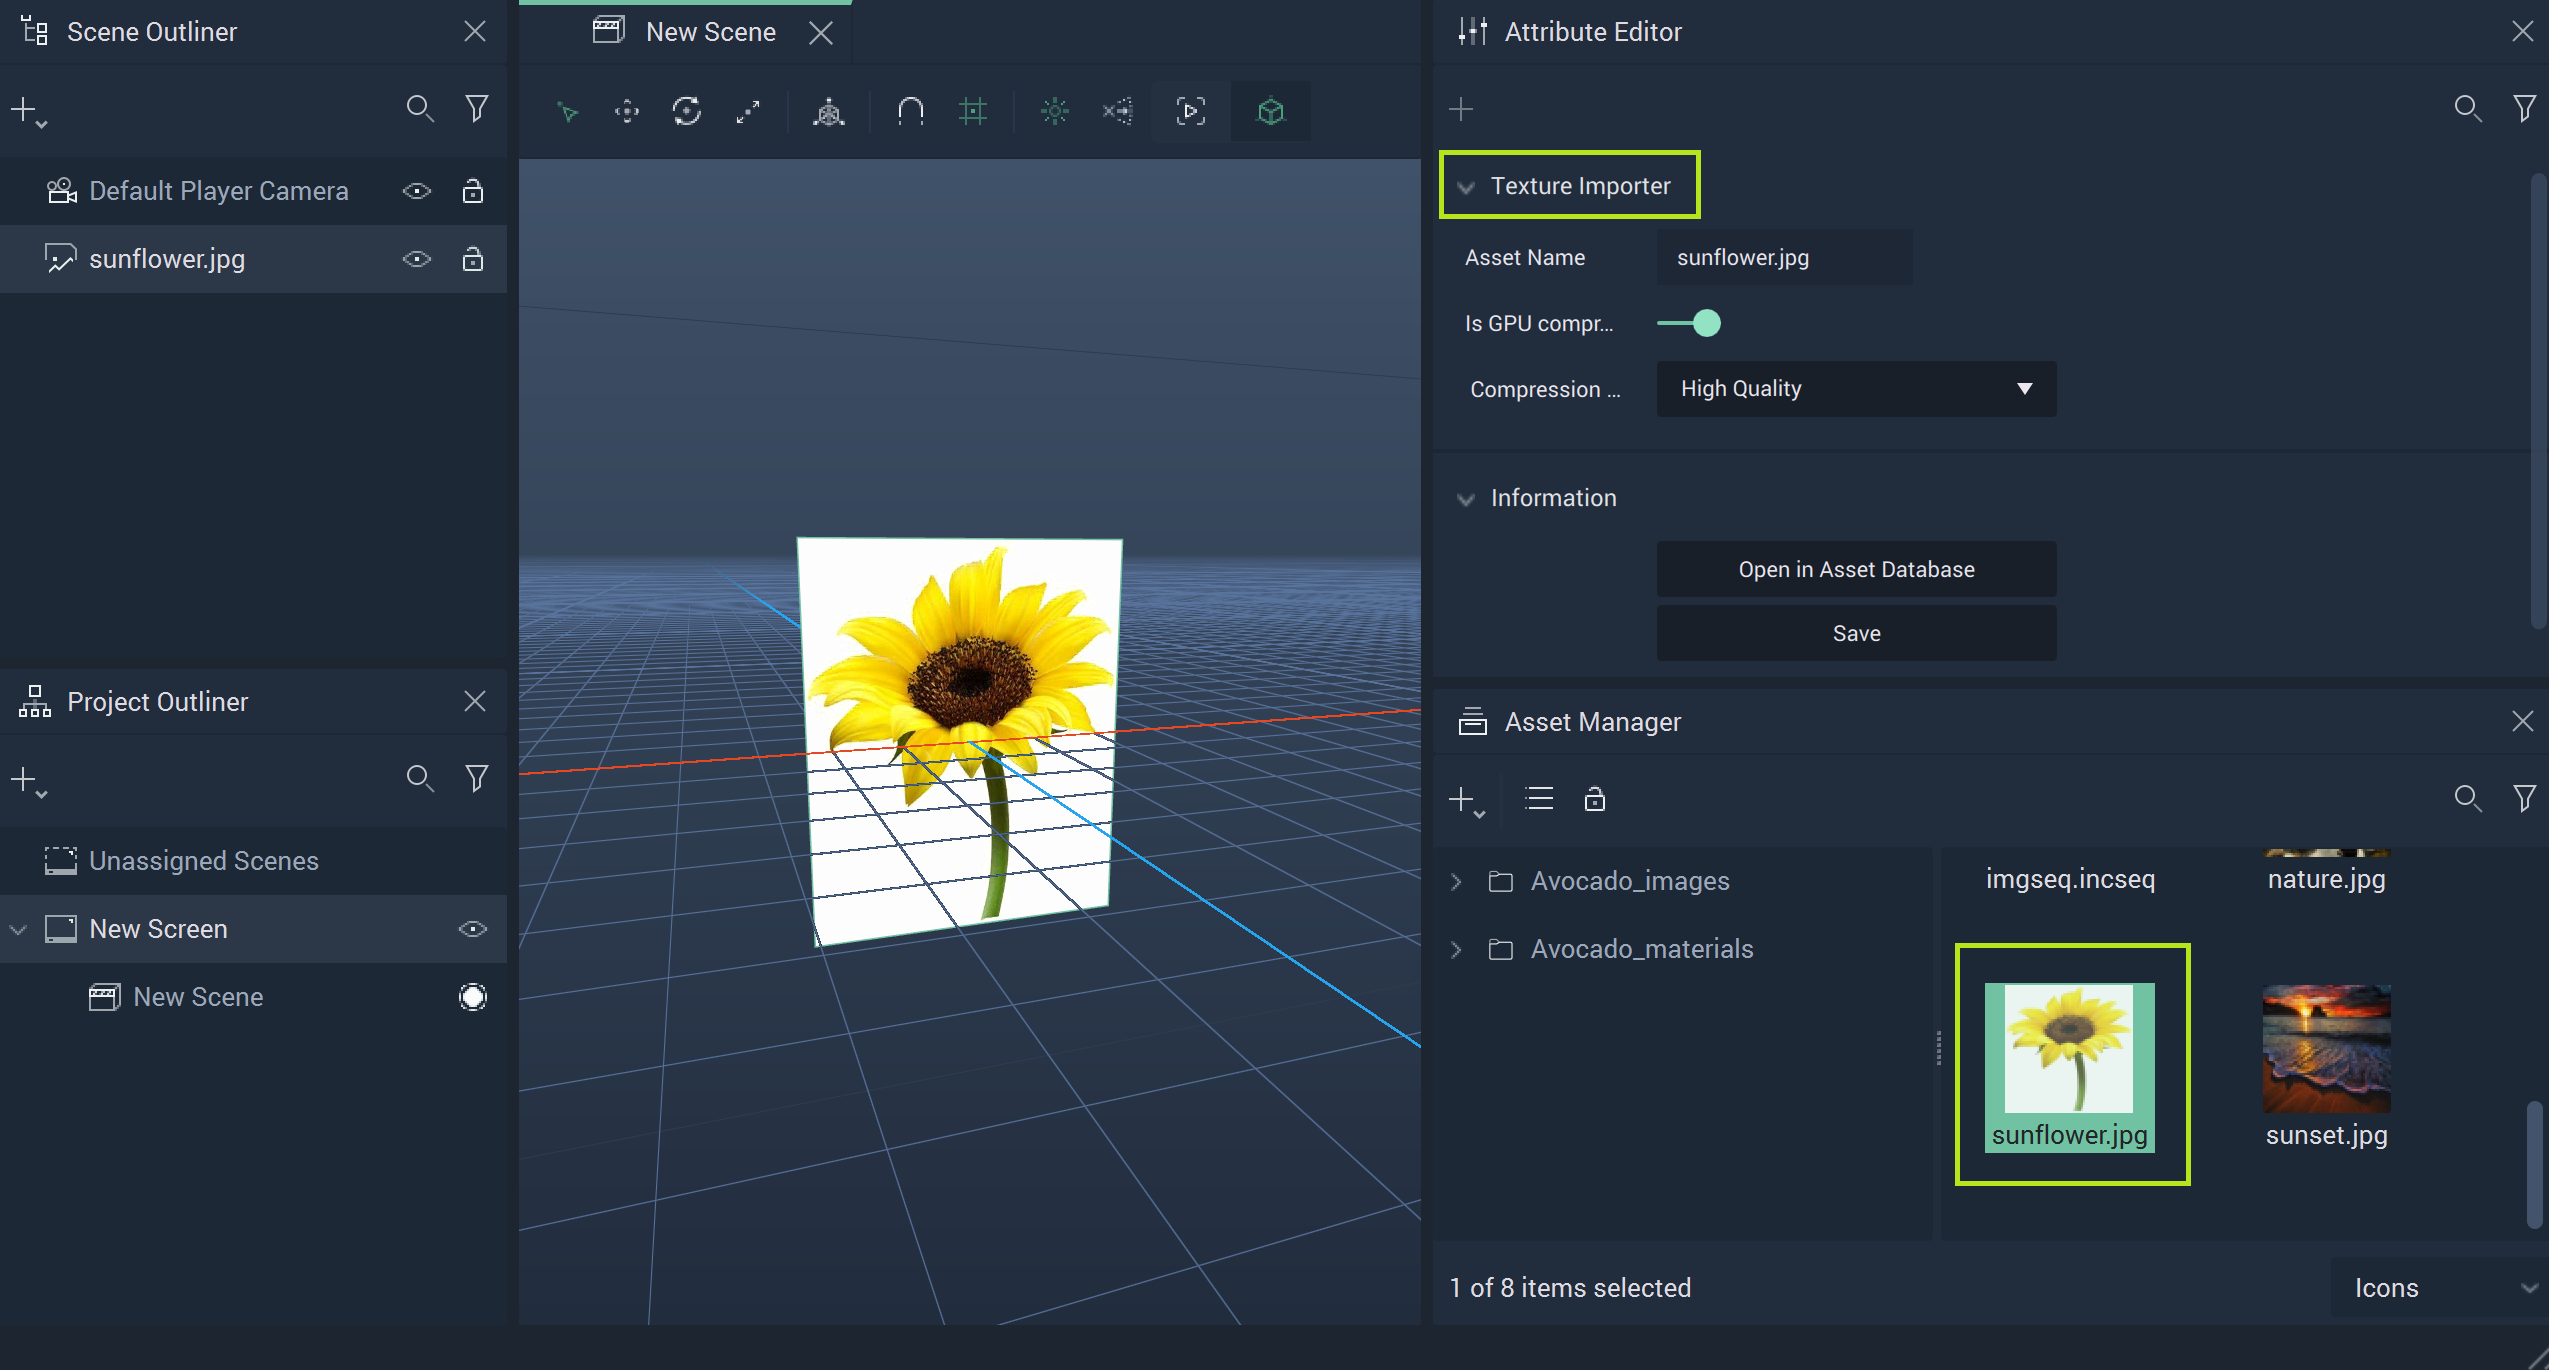 Scene Outliner
Default Player Camera
sunflower.jpg
Project Outliner
Unassigned Scenes
New Screen
New Scene
New Scene
Attribute Editor
Texture Importer
Asset Name sunflower.jpg
Is GPU compr...
Compression ... High Quality
Information
Open in Asset Database
Save
Asset Manager
Avocado_images
Avocado_materials
imgseq.incseq nature.jpg
sunflower.jpg sunset.jpg
1 of 8 items selected Icons